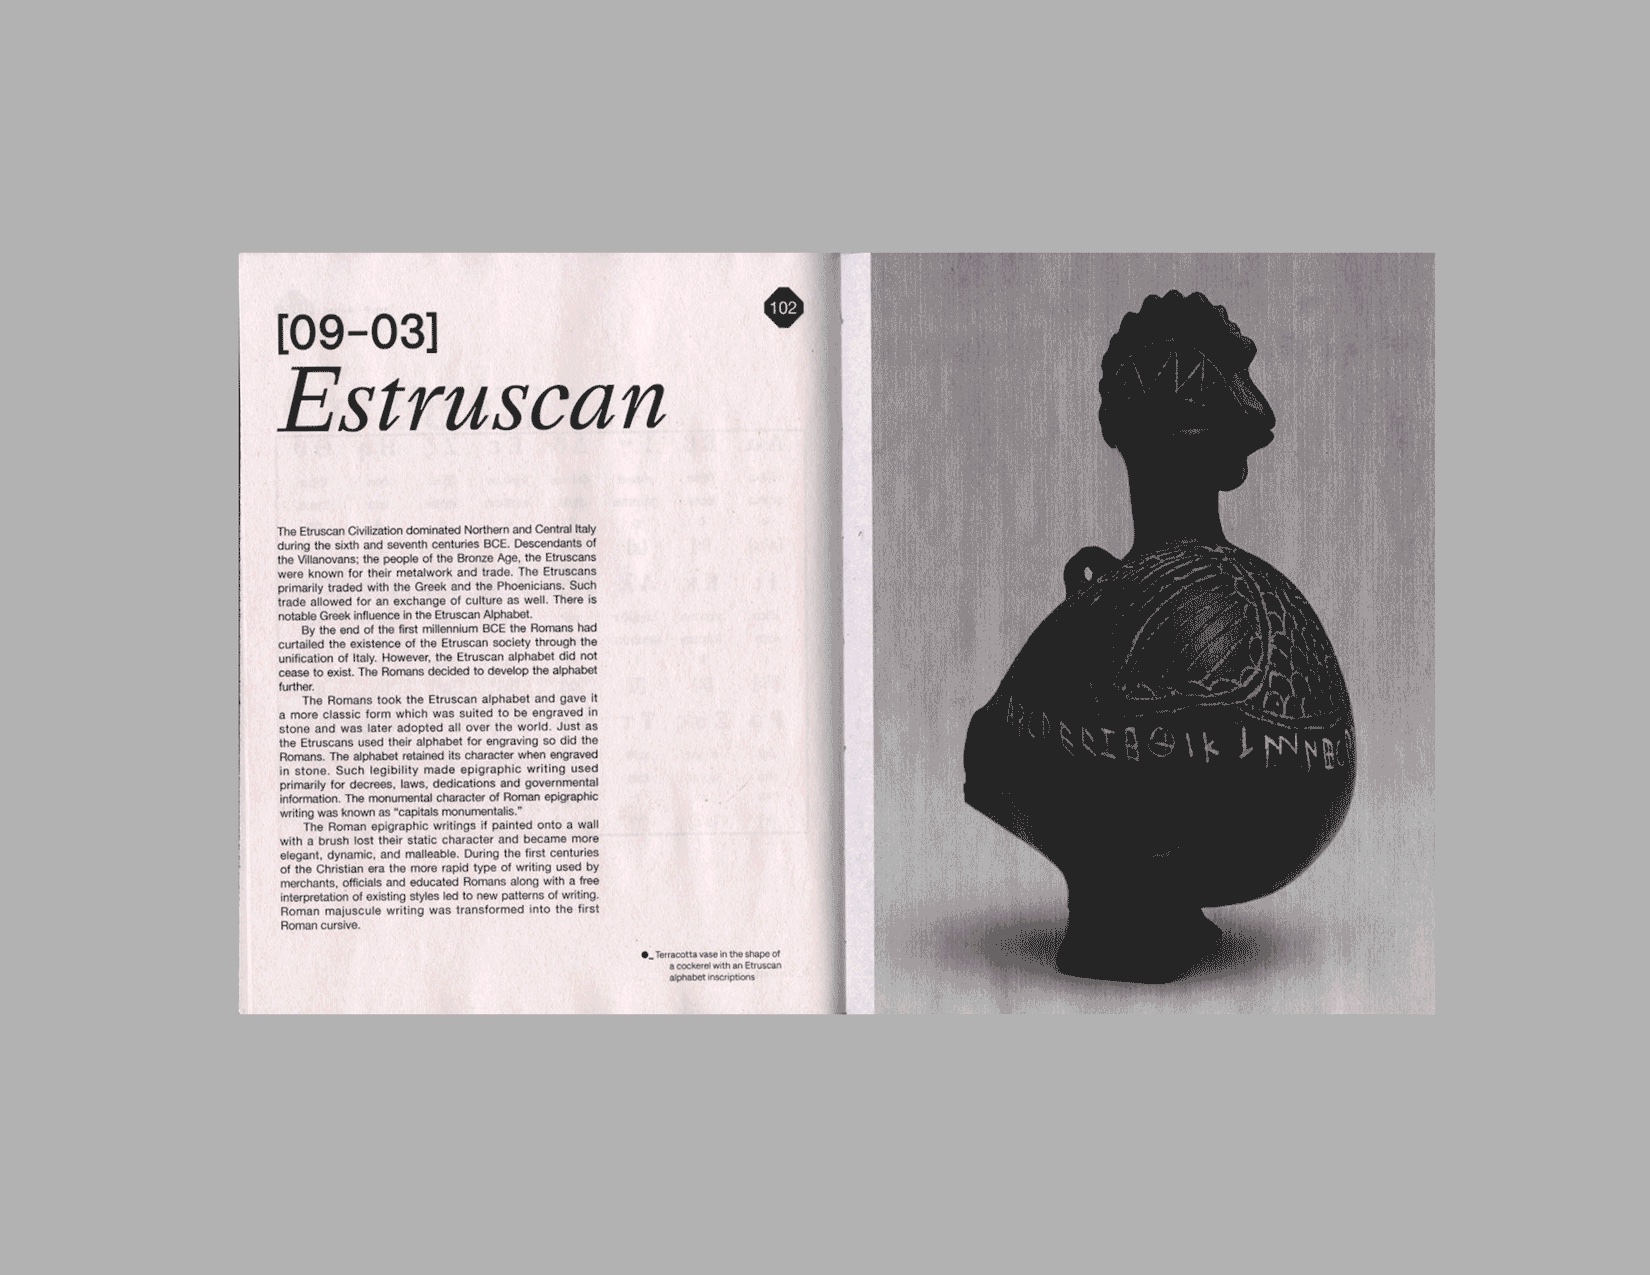 102
[09–03]
Estruscan
The Etruscan Civilization dominated Northern and Central Italy
during the sixth and seventh centuries BCE. Descendants of
the Villanovans; the people of the Bronze Age, the Etruscans
were known for their metalwork and trade. The Etruscans
primarily traded with the Greek and the Phoenicians. Such
trade allowed for an exchange of culture as well. There is
notable Greek influence in the Etruscan Alphabet.
By the end of the first millennium BCE the Romans had
curtailed the existence of the Etruscan society through the
unification of Italy. However, the Etruscan alphabet did not
cease to exist. The Romans decided to develop the alphabet
further.
The Romans took the Etruscan alphabet and gave it
a more classic form which was suited to be engraved in
stone and was later adopted all over the world. Just as
the Etruscans used their alphabet for engraving so did the
Romans. The alphabet retained its character when engraved
in stone. Such legibility made epigraphic writing used
primarily for decrees, laws, dedications and governmental
information. The monumental character of Roman epigraphic
writing was known as “capitals monumentalis.”
The Roman epigraphic writings if painted onto a wall
with a brush lost their static character and became more
elegant, dynamic, and malleable. During the first centuries
of the Christian era the more rapid type of writing used by
merchants, officials and educated Romans along with a free
interpretation of existing styles led to new patterns of writing.
Roman majuscule writing was transformed into the first
Roman cursive.
●_ Terracotta vase in the shape of
a cockerel with an Etruscan
alphabet inscriptions